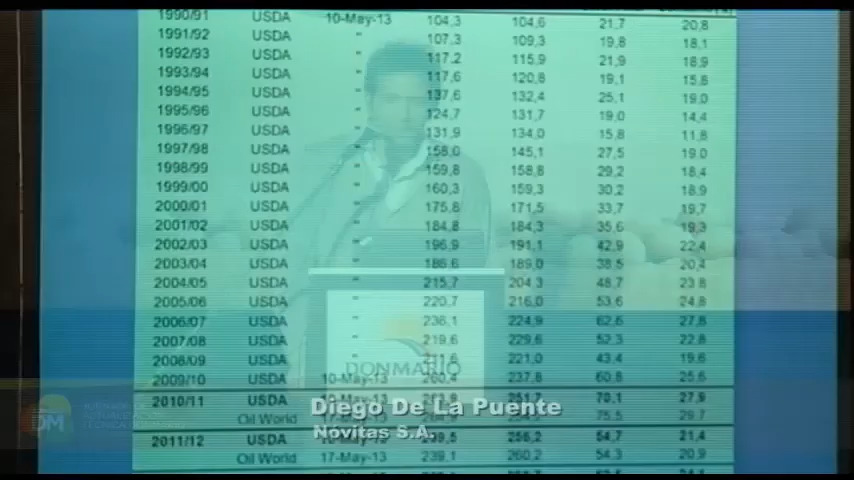 1990/91 USDA 10-May-13 104,3 104,6 21,7 20,8
1991/92 USDA " 107,3 109,3 19,8 18,1
1992/93 USDA " 117,2 115,9 21,9 18,9
1993/94 USDA " 117,6 120,8 19,1 15,8
1994/95 USDA " 137,6 132,4 25,1 19,0
1995/96 USDA " 124,7 131,7 19,0 14,4
1996/97 USDA " 131,9 134,0 15,8 11,8
1997/98 USDA " 158,0 145,1 27,5 19,0
1998/99 USDA " 159,8 158,8 29,2 18,4
1999/00 USDA " 160,3 159,3 30,2 18,9
2000/01 USDA " 175,8 171,5 33,7 19,7
2001/02 USDA " 184,8 184,3 35,6 19,3
2002/03 USDA " 196,9 191,1 42,9 22,4
2003/04 USDA " 186,6 189,0 38,5 20,4
2004/05 USDA " 215,7 204,3 48,7 23,8
2005/06 USDA " 220,7 216,0 53,6 24,8
2006/07 USDA " 236,1 224,9 62,6 27,8
2007/08 USDA " 219,6 229,6 52,3 22,8
2008/09 USDA " 211,6 221,0 43,4 19,6
DONMARIO
2009/10 USDA 10-May-13 260,4 237,8 60,8 25,6
2010/11 USDA 251,7 70,1 27,9
Diego De La Puente
Oil World 75,5 29,7
Novitas S.A.
2011/12 USDA 256,2 54,7 21,4
Oil World 17-May-13 239,1 260,2 54,3 20,9
DM